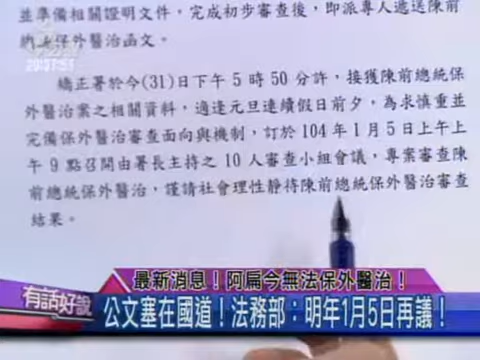 並準備相關證明文件，完成初步審查後，即派專人遞送陳前
總統保外醫治函文。
20:37:51
矯正署於今(31)日下午5時50分許，接獲陳前總統保
外醫治案之相關資料，適逢元旦連續假日前夕，為求慎重並
完備保外醫治審查面向與機制，訂於104年1月5日上午上
午9點召開由署長主持之10人審查小組會議，專案審查陳
前總統保外醫治，謹請社會理性靜待陳前總統保外醫治審查
結果。
最新消息！阿扁今無法保外醫治！
有話好說
公文塞在國道！法務部：明年1月5日再議！